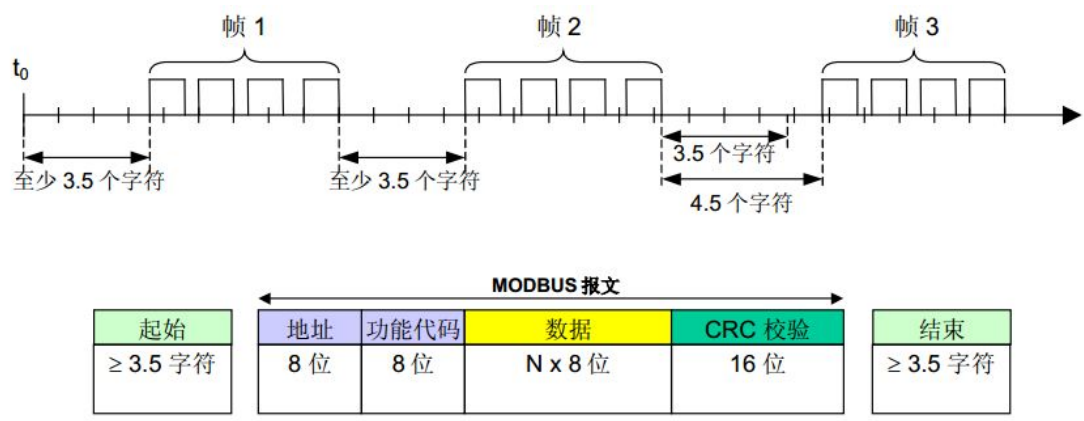 帧 1 帧 2 帧 3
t0
3.5 个字符
至少 3.5 个字符 至少 3.5 个字符
4.5 个字符
MODBUS 报文
起始 地址 功能代码 数据 CRC 校验 结束
≥ 3.5 字符 8 位 8 位 N x 8 位 16 位 ≥ 3.5 字符